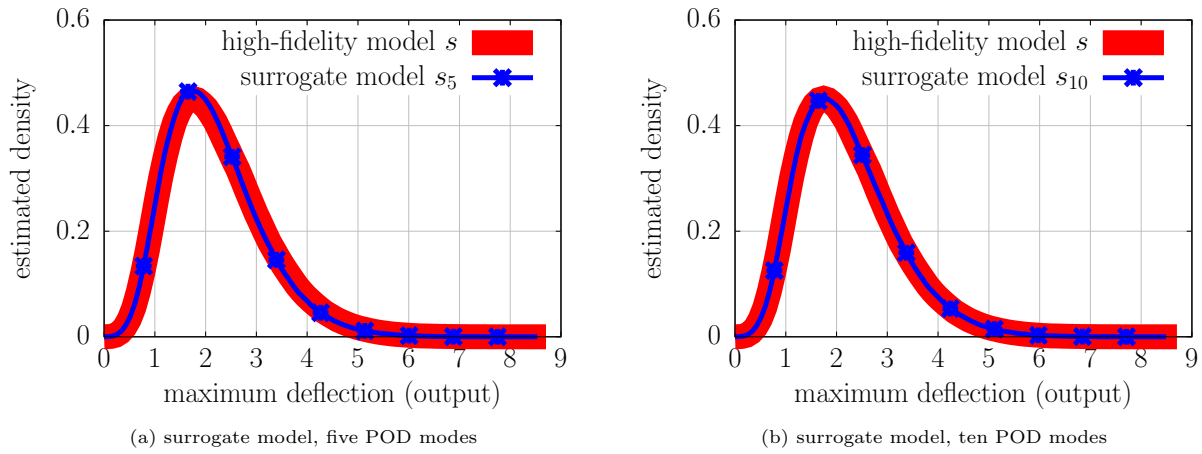 0.6
high-fidelity model s
surrogate model s₅
0.4
0.2
0
estimated density
0 1 2 3 4 5 6 7 8 9
maximum deflection (output)
(a) surrogate model, five POD modes
0.6
high-fidelity model s
surrogate model s₁₀
0.4
0.2
0
estimated density
0 1 2 3 4 5 6 7 8 9
maximum deflection (output)
(b) surrogate model, ten POD modes